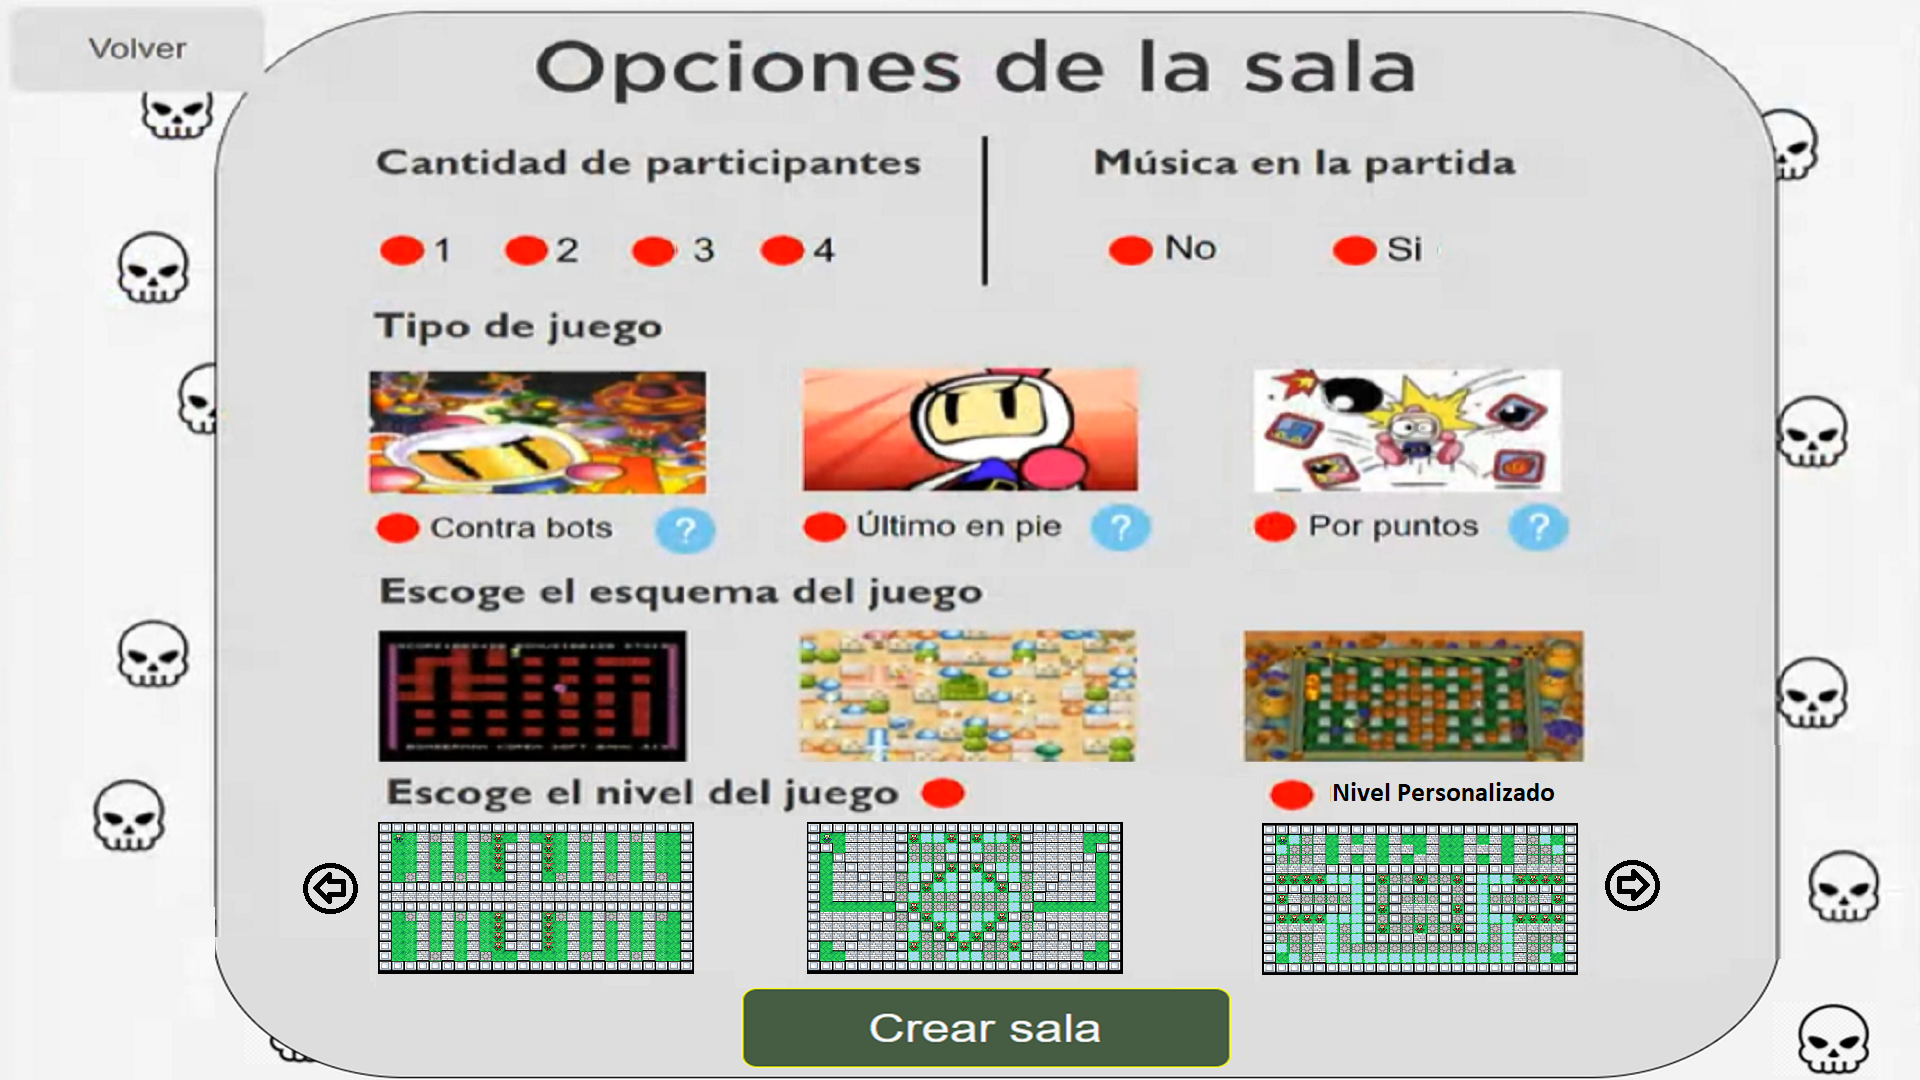 Volver
Opciones de la sala
Cantidad de participantes
Música en la partida
1 2 3 4
No Si
Tipo de juego
Contra bots ?
Último en pie ?
Por puntos ?
Escoge el esquema del juego
Escoge el nivel del juego
Nivel Personalizado
Crear sala